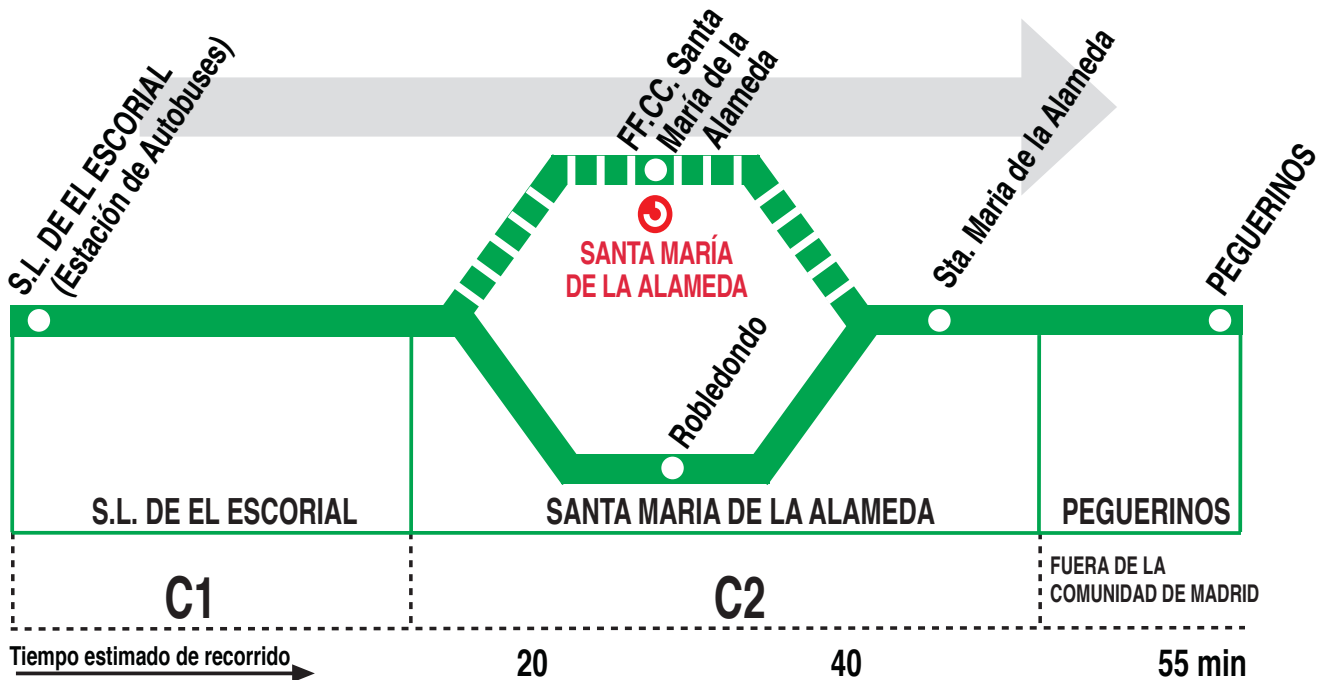 S.L. DE EL ESCORIAL
(Estación de Autobuses)
FF.CC. Santa
María de la
Alameda
Sta. Maria de la Alameda
PEGUERINOS
SANTA MARÍA
DE LA ALAMEDA
Robledondo
S.L. DE EL ESCORIAL
SANTA MARIA DE LA ALAMEDA
PEGUERINOS
C1
C2
FUERA DE LA
COMUNIDAD DE MADRID
Tiempo estimado de recorrido
20
40
55 min